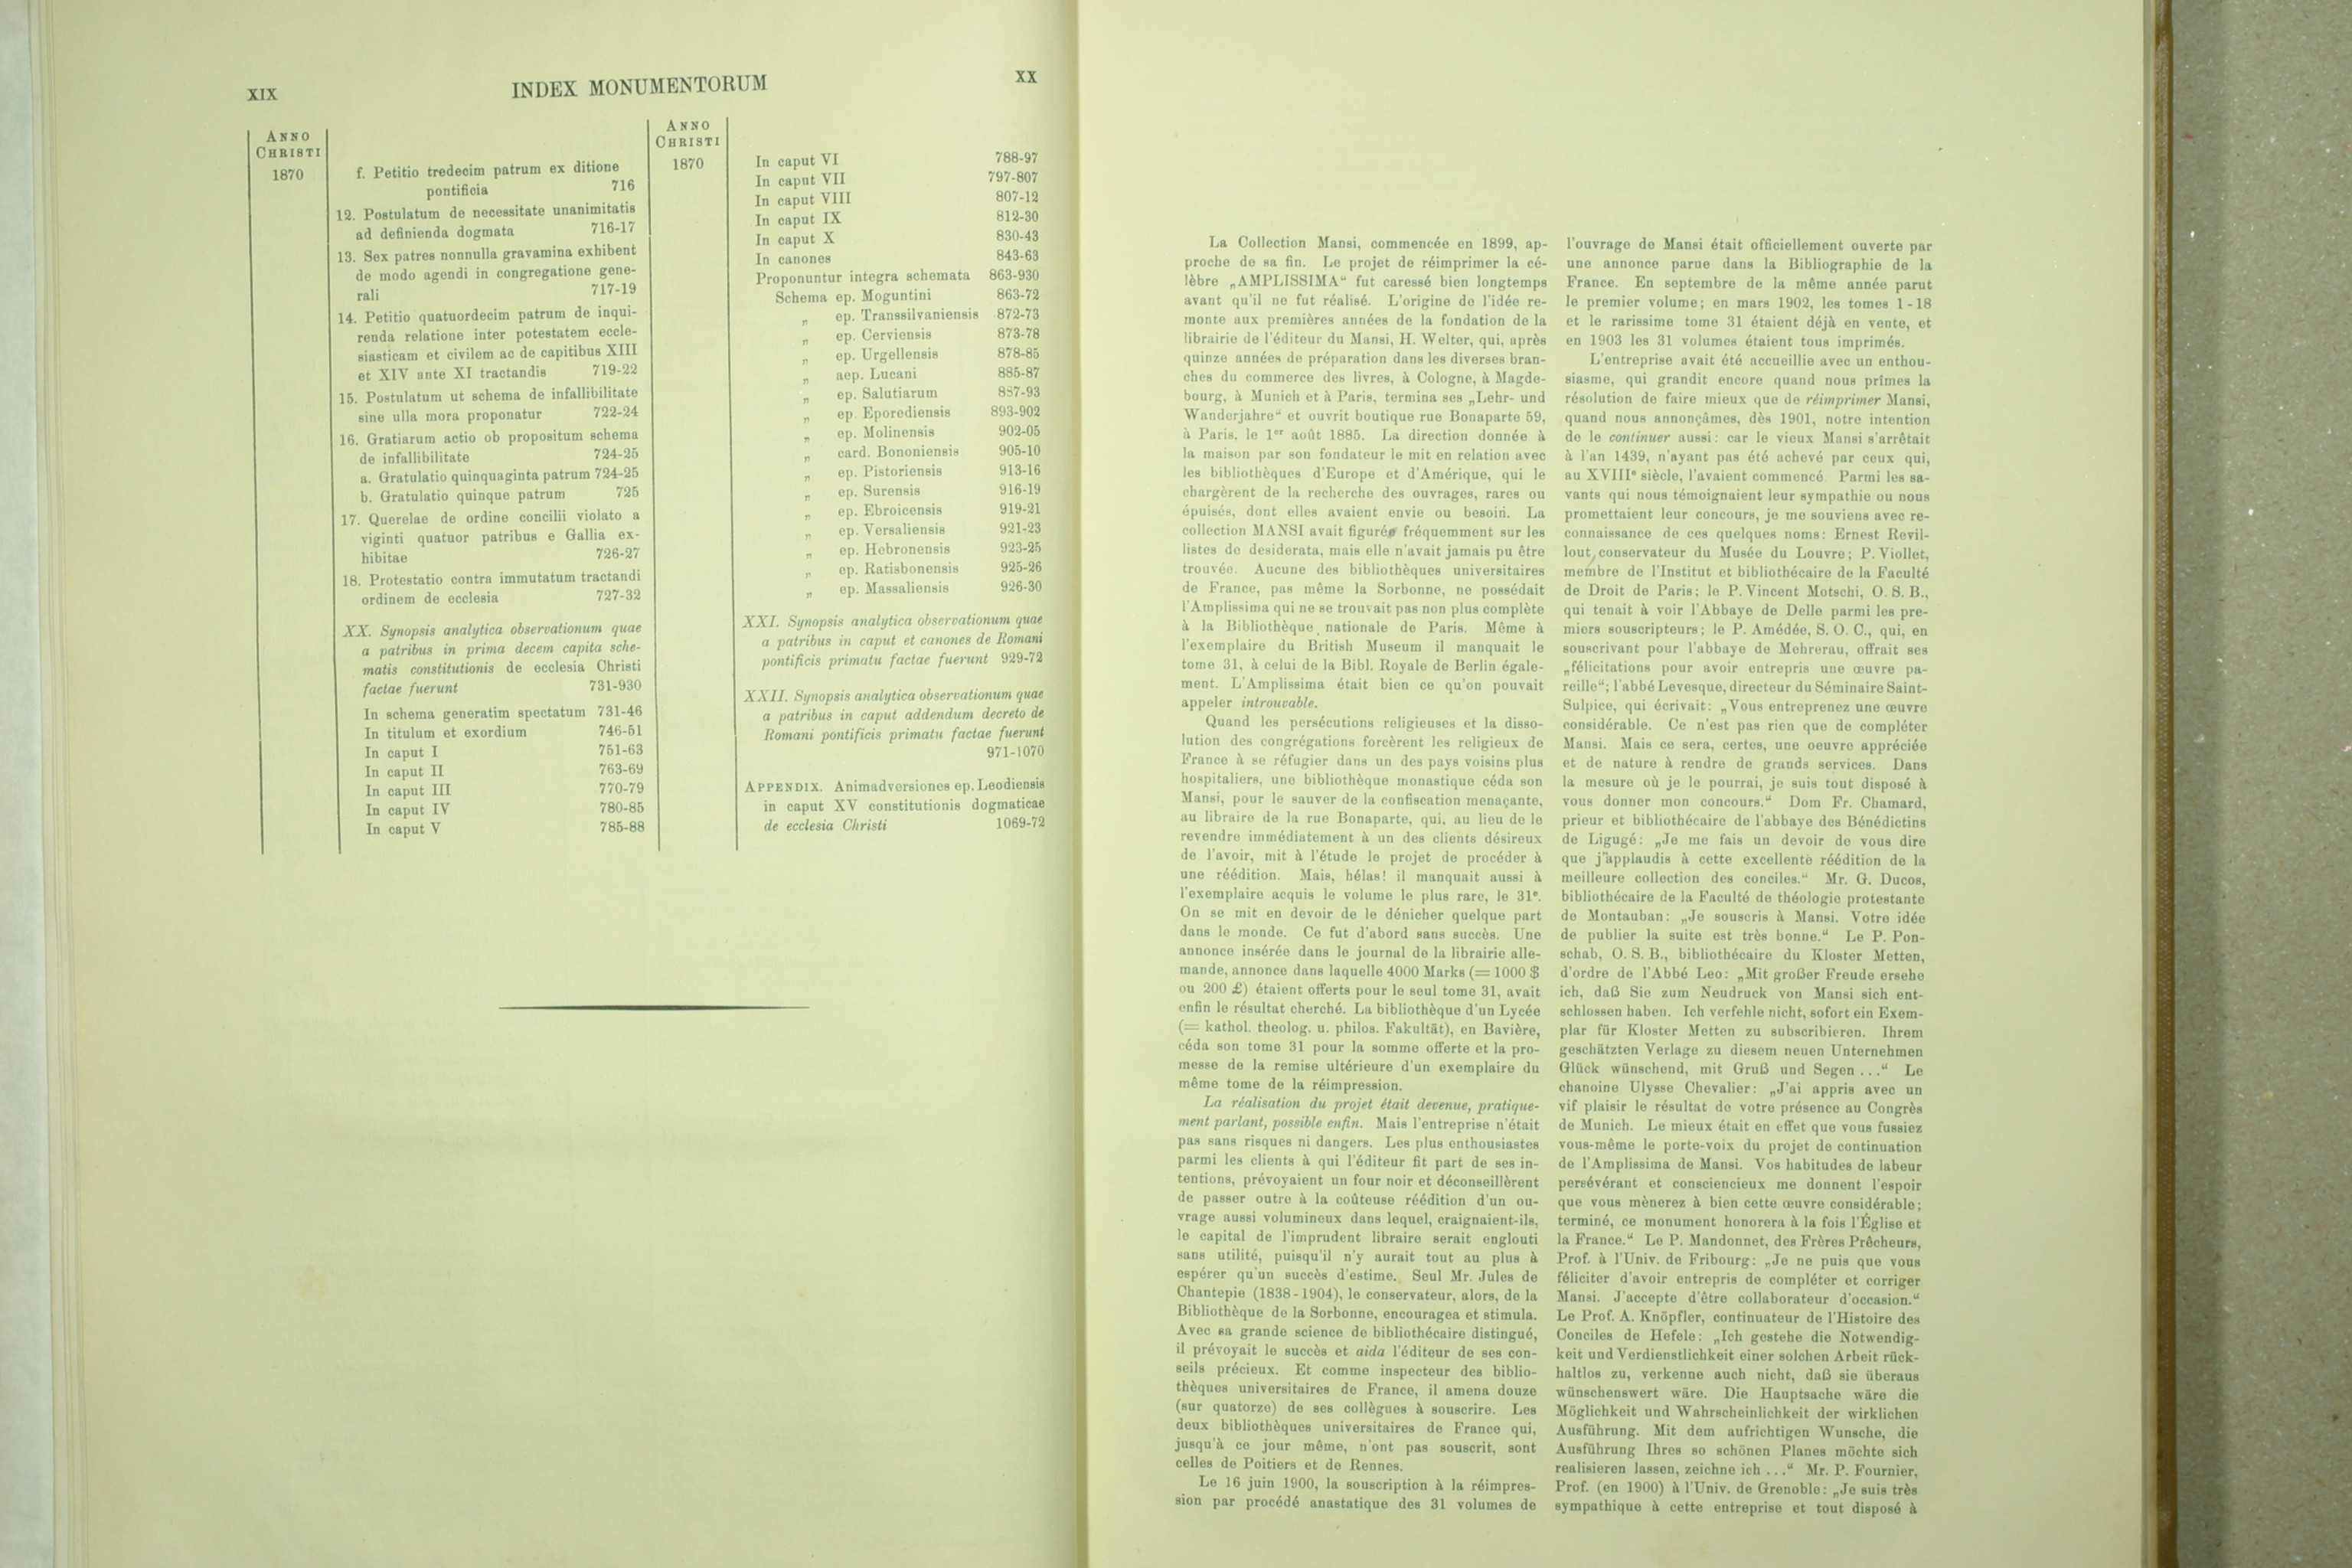 XIX
INDEX MONUMENTORUM
XX
ANNO
CHRISTI
1870
f. Petitio tredecim patrum ex ditione
pontificia 716
12. Postulatum de necessitate unanimitatis
ad definienda dogmata 716-17
13. Sex patres nonnulla gravamina exhibent
de modo agendi in congregatione gene-
rali 717-19
14. Petitio quatuordecim patrum de inqui-
renda relatione inter potestatem eccle-
siasticam et civilem ac de capitibus XIII
et XIV ante XI tractandis 719-22
15. Postulatum ut schema de infallibilitate
sine ulla mora proponatur 722-24
16. Gratiarum actio ob propositum schema
de infallibilitate 724-25
a. Gratulatio quinquaginta patrum 724-25
b. Gratulatio quinque patrum 725
17. Querelae de ordine concilii violato a
viginti quatuor patribus e Gallia ex-
hibitae 726-27
18. Protestatio contra immutatum tractandi
ordinem de ecclesia 727-32
XX. Synopsis analytica observationum quae
a patribus in prima decem capita sche-
matis constitutionis de ecclesia Christi
factae fuerunt 731-930
In schema generatim spectatum 731-46
In titulum et exordium 746-51
In caput I 751-63
In caput II 763-69
In caput III 770-79
In caput IV 780-85
In caput V 785-88
ANNO
CHRISTI
1870
In caput VI 788-97
In caput VII 797-807
In caput VIII 807-12
In caput IX 812-30
In caput X 830-43
In canones 843-63
Proponuntur integra schemata 863-930
Schema ep. Moguntini 863-72
„ ep. Transsilvaniensis 872-73
„ ep. Cerviensis 873-78
„ ep. Urgellensis 878-85
„ aep. Lucani 885-87
„ ep. Salutiarum 887-93
„ ep. Eporediensis 893-902
„ ep. Molinensis 902-05
„ card. Bononiensis 905-10
„ ep. Pistoriensis 913-16
„ ep. Surensis 916-19
„ ep. Ebroicensis 919-21
„ ep. Versaliensis 921-23
„ ep. Hebronensis 923-25
„ ep. Ratisbonensis 925-26
„ ep. Massaliensis 926-30
XXI. Synopsis analytica observationum quae
a patribus in caput et canones de Romani
pontificis primatu factae fuerunt 929-72
XXII. Synopsis analytica observationum quae
a patribus in caput addendum decreto de
Romani pontificis primatu factae fuerunt
971-1070
APPENDIX. Animadversiones ep. Leodiensis
in caput XV constitutionis dogmaticae
de ecclesia Christi 1069-72
La Collection Mansi, commencée en 1899, ap-
proche de sa fin. Le projet de réimprimer la cé-
lèbre „AMPLISSIMA“ fut caressé bien longtemps
avant qu'il ne fut réalisé. L'origine de l'idée re-
monte aux premières années de la fondation de la
librairie de l'éditeur du Mansi, H. Welter, qui, après
quinze années de préparation dans les diverses bran-
ches du commerce des livres, à Cologne, à Magde-
bourg, à Munich et à Paris, termina ses „Lehr- und
Wanderjahre“ et ouvrit boutique rue Bonaparte 59,
à Paris, le 1er août 1885. La direction donnée à
la maison par son fondateur le mit en relation avec
les bibliothèques d'Europe et d'Amérique, qui le
chargèrent de la recherche des ouvrages, rares ou
épuisés, dont elles avaient envie ou besoin. La
collection MANSI avait figuré fréquemment sur les
listes de desiderata, mais elle n'avait jamais pu être
trouvée. Aucune des bibliothèques universitaires
de France, pas même la Sorbonne, ne possédait
l'Amplissima qui ne se trouvait pas non plus complète
à la Bibliothèque nationale de Paris. Même à
l'exemplaire du British Museum il manquait le
tome 31, à celui de la Bibl. Royale de Berlin égale-
ment. L'Amplissima était bien ce qu'on pouvait
appeler introuvable.
Quand les persécutions religieuses et la disso-
lution des congrégations forcèrent les religieux de
France à se réfugier dans un des pays voisins plus
hospitaliers, une bibliothèque monastique céda son
Mansi, pour le sauver de la confiscation menaçante,
au libraire de la rue Bonaparte, qui, au lieu de le
revendre immédiatement à un des clients désireux
de l'avoir, mit à l'étude le projet de procéder à
une réédition. Mais, hélas! il manquait aussi à
l'exemplaire acquis le volume le plus rare, le 31e.
On se mit en devoir de le dénicher quelque part
dans le monde. Ce fut d'abord sans succès. Une
annonce insérée dans le journal de la librairie alle-
mande, annonce dans laquelle 4000 Marks (= 1000 $
ou 200 £) étaient offerts pour le seul tome 31, avait
enfin le résultat cherché. La bibliothèque d'un Lycée
(= kathol. theolog. u. philos. Fakultät), en Bavière,
céda son tome 31 pour la somme offerte et la pro-
messe de la remise ultérieure d'un exemplaire du
même tome de la réimpression.
La réalisation du projet était devenue, pratique-
ment parlant, possible enfin. Mais l'entreprise n'était
pas sans risques ni dangers. Les plus enthousiastes
parmi les clients à qui l'éditeur fit part de ses in-
tentions, prévoyaient un four noir et déconseillèrent
de passer outre à la coûteuse réédition d'un ou-
vrage aussi volumineux dans lequel, craignaient-ils,
le capital de l'imprudent libraire serait englouti
sans utilité, puisqu'il n'y aurait tout au plus à
espérer qu'un succès d'estime. Seul Mr. Jules de
Chantepie (1838-1904), le conservateur, alors, de la
Bibliothèque de la Sorbonne, encouragea et stimula.
Avec sa grande science de bibliothécaire distingué,
il prévoyait le succès et aida l'éditeur de ses con-
seils précieux. Et comme inspecteur des biblio-
thèques universitaires de France, il amena douze
(sur quatorze) de ses collègues à souscrire. Les
deux bibliothèques universitaires de France qui,
jusqu'à ce jour même, n'ont pas souscrit, sont
celles de Poitiers et de Rennes.
Le 16 juin 1900, la souscription à la réimpres-
sion par procédé anastatique des 31 volumes de
l'ouvrage de Mansi était officiellement ouverte par
une annonce parue dans la Bibliographie de la
France. En septembre de la même année parut
le premier volume; en mars 1902, les tomes 1-18
et le rarissime tome 31 étaient déjà en vente, et
en 1903 les 31 volumes étaient tous imprimés.
L'entreprise avait été accueillie avec un enthou-
siasme, qui grandit encore quand nous prîmes la
résolution de faire mieux que de réimprimer Mansi,
quand nous annonçâmes, dès 1901, notre intention
de le continuer aussi: car le vieux Mansi s'arrêtait
à l'an 1439, n'ayant pas été achevé par ceux qui,
au XVIIIe siècle, l'avaient commencé Parmi les sa-
vants qui nous témoignaient leur sympathie ou nous
promettaient leur concours, je me souviens avec re-
connaissance de ces quelques noms: Ernest Revil-
lout, conservateur du Musée du Louvre; P. Viollet,
membre de l'Institut et bibliothécaire de la Faculté
de Droit de Paris; le P. Vincent Motschi, O. S. B.,
qui tenait à voir l'Abbaye de Delle parmi les pre-
miers souscripteurs; le P. Amédée, S. O. C., qui, en
souscrivant pour l'abbaye de Mehrerau, offrait ses
„félicitations pour avoir entrepris une œuvre pa-
reille“; l'abbé Levesque, directeur du Séminaire Saint-
Sulpice, qui écrivait: „Vous entreprenez une œuvre
considérable. Ce n'est pas rien que de compléter
Mansi. Mais ce sera, certes, une oeuvre appréciée
et de nature à rendre de grands services. Dans
la mesure où je le pourrai, je suis tout disposé à
vous donner mon concours.“ Dom Fr. Chamard,
prieur et bibliothécaire de l'abbaye des Bénédictins
de Ligugé: „Je me fais un devoir de vous dire
que j'applaudis à cette excellente réédition de la
meilleure collection des conciles.“ Mr. G. Ducos,
bibliothécaire de la Faculté de théologie protestante
de Montauban: „Je souscris à Mansi. Votre idée
de publier la suite est très bonne.“ Le P. Pon-
schab, O. S. B., bibliothécaire du Kloster Metten,
d'ordre de l'Abbé Leo: „Mit großer Freude ersehe
ich, daß Sie zum Neudruck von Mansi sich ent-
schlossen haben. Ich verfehle nicht, sofort ein Exem-
plar für Kloster Metten zu subscribieren. Ihrem
geschätzten Verlage zu diesem neuen Unternehmen
Glück wünschend, mit Gruß und Segen . . .“ Le
chanoine Ulysse Chevalier: „J'ai appris avec un
vif plaisir le résultat de votre présence au Congrès
de Munich. Le mieux était en effet que vous fussiez
vous-même le porte-voix du projet de continuation
de l'Amplissima de Mansi. Vos habitudes de labeur
persévérant et consciencieux me donnent l'espoir
que vous mènerez à bien cette œuvre considérable;
terminé, ce monument honorera à la fois l'Église et
la France.“ Le P. Mandonnet, des Frères Prêcheurs,
Prof. à l'Univ. de Fribourg: „Je ne puis que vous
féliciter d'avoir entrepris de compléter et corriger
Mansi. J'accepte d'être collaborateur d'occasion.“
Le Prof. A. Knöpfler, continuateur de l'Histoire des
Conciles de Hefele: „Ich gestehe die Notwendig-
keit und Verdienstlichkeit einer solchen Arbeit rück-
haltlos zu, verkenne auch nicht, daß sie überaus
wünschenswert wäre. Die Hauptsache wäre die
Möglichkeit und Wahrscheinlichkeit der wirklichen
Ausführung. Mit dem aufrichtigen Wunsche, die
Ausführung Ihres so schönen Planes möchte sich
realisieren lassen, zeichne ich . . .“ Mr. P. Fournier,
Prof. (en 1900) à l'Univ. de Grenoble: „Je suis très
sympathique à cette entreprise et tout disposé à